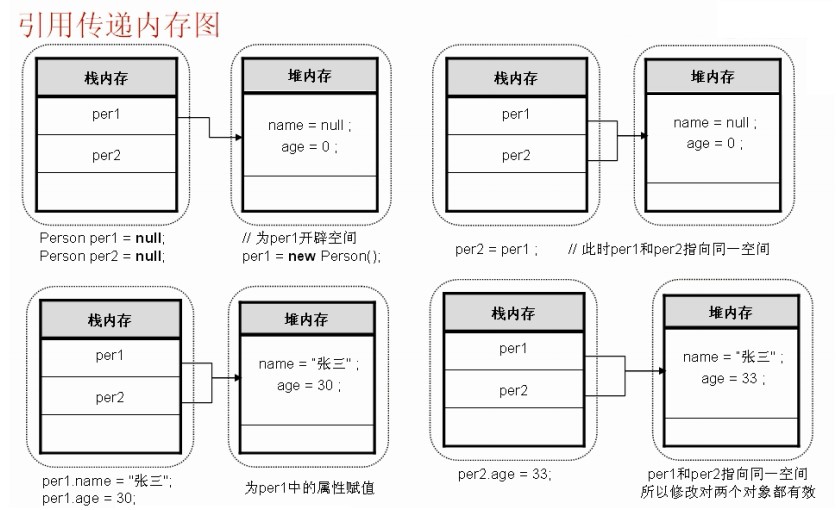 引用传递内存图
栈内存
per1
per2
堆内存
name = null ;
age = 0 ;
Person per1 = null;
Person per2 = null;
// 为per1开辟空间
per1 = new Person();
栈内存
per1
per2
堆内存
name = null ;
age = 0 ;
per2 = per1 ;
// 此时per1和per2指向同一空间
栈内存
per1
per2
堆内存
name = "张三" ;
age = 30 ;
per1.name = "张三";
per1.age = 30;
为per1中的属性赋值
栈内存
per1
per2
堆内存
name = "张三" ;
age = 33 ;
per2.age = 33;
per1和per2指向同一空间
所以修改对两个对象都有效